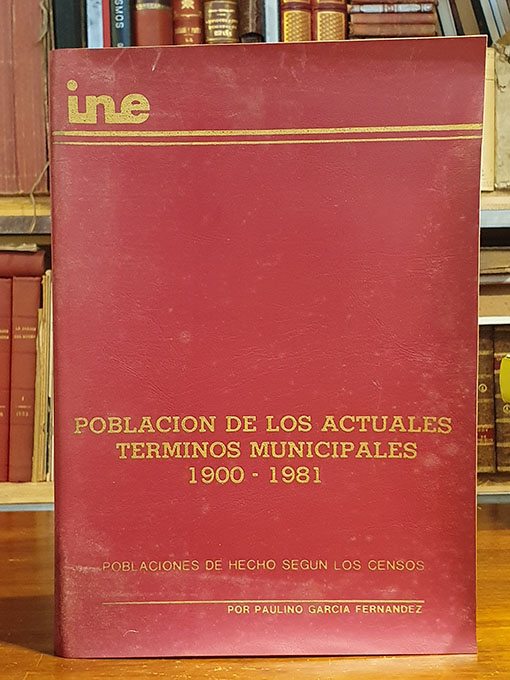 ine
POBLACION DE LOS ACTUALES
TERMINOS MUNICIPALES
1900 - 1981
POBLACIONES DE HECHO SEGUN LOS CENSOS
POR PAULINO GARCIA FERNANDEZ